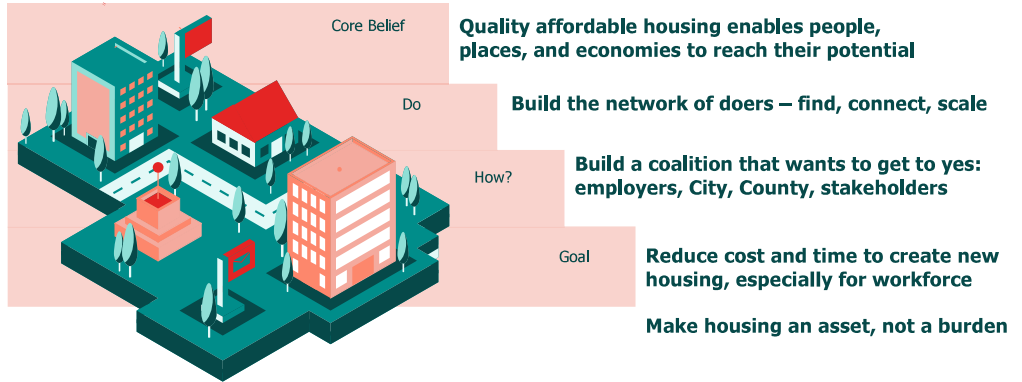 Core Belief
Quality affordable housing enables people,
places, and economies to reach their potential
Do
Build the network of doers – find, connect, scale
How?
Build a coalition that wants to get to yes:
employers, City, County, stakeholders
Goal
Reduce cost and time to create new
housing, especially for workforce
Make housing an asset, not a burden